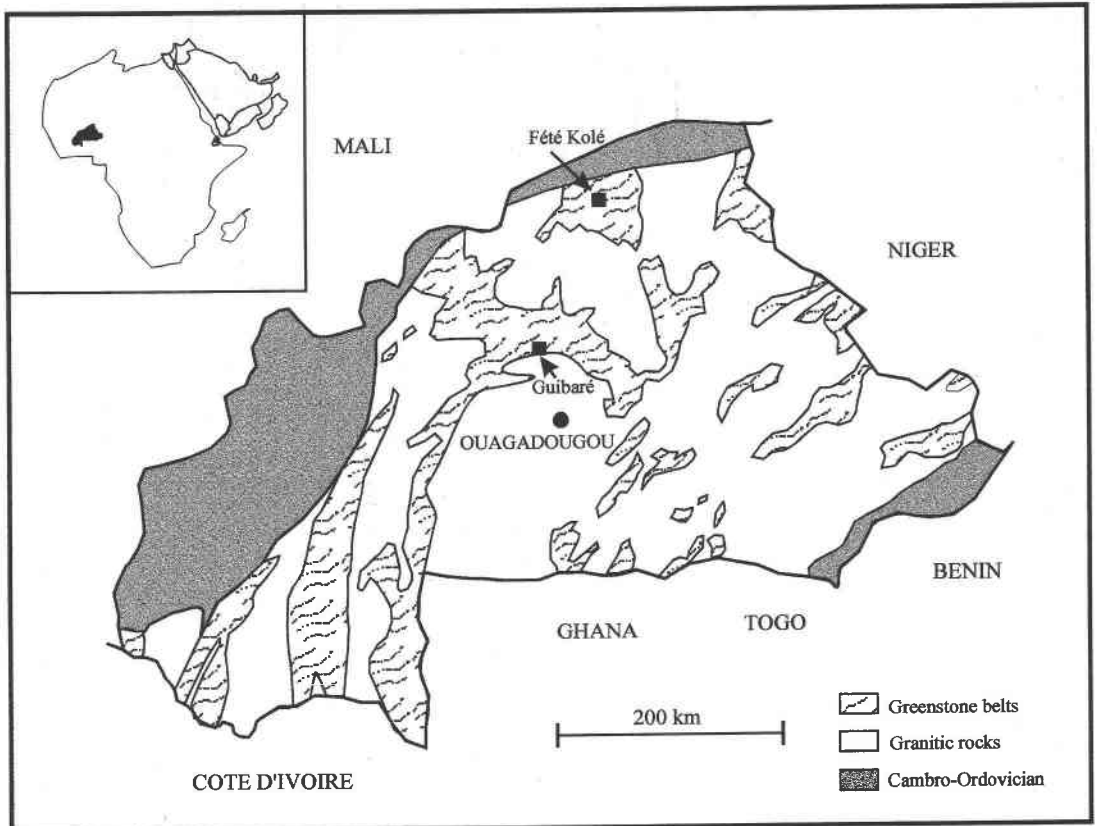 MALI
Fété Kolé
NIGER
Guibaré
OUAGADOUGOU
BENIN
GHANA
TOGO
200 km
COTE D'IVOIRE
Greenstone belts
Granitic rocks
Cambro-Ordovician